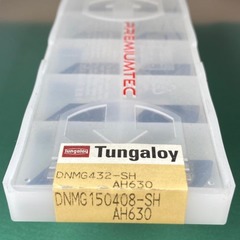 PREMIUMTEC
Tungaloy Tungaloy
DNMG432-SH
AH630
DNMG150408-SH
AH630